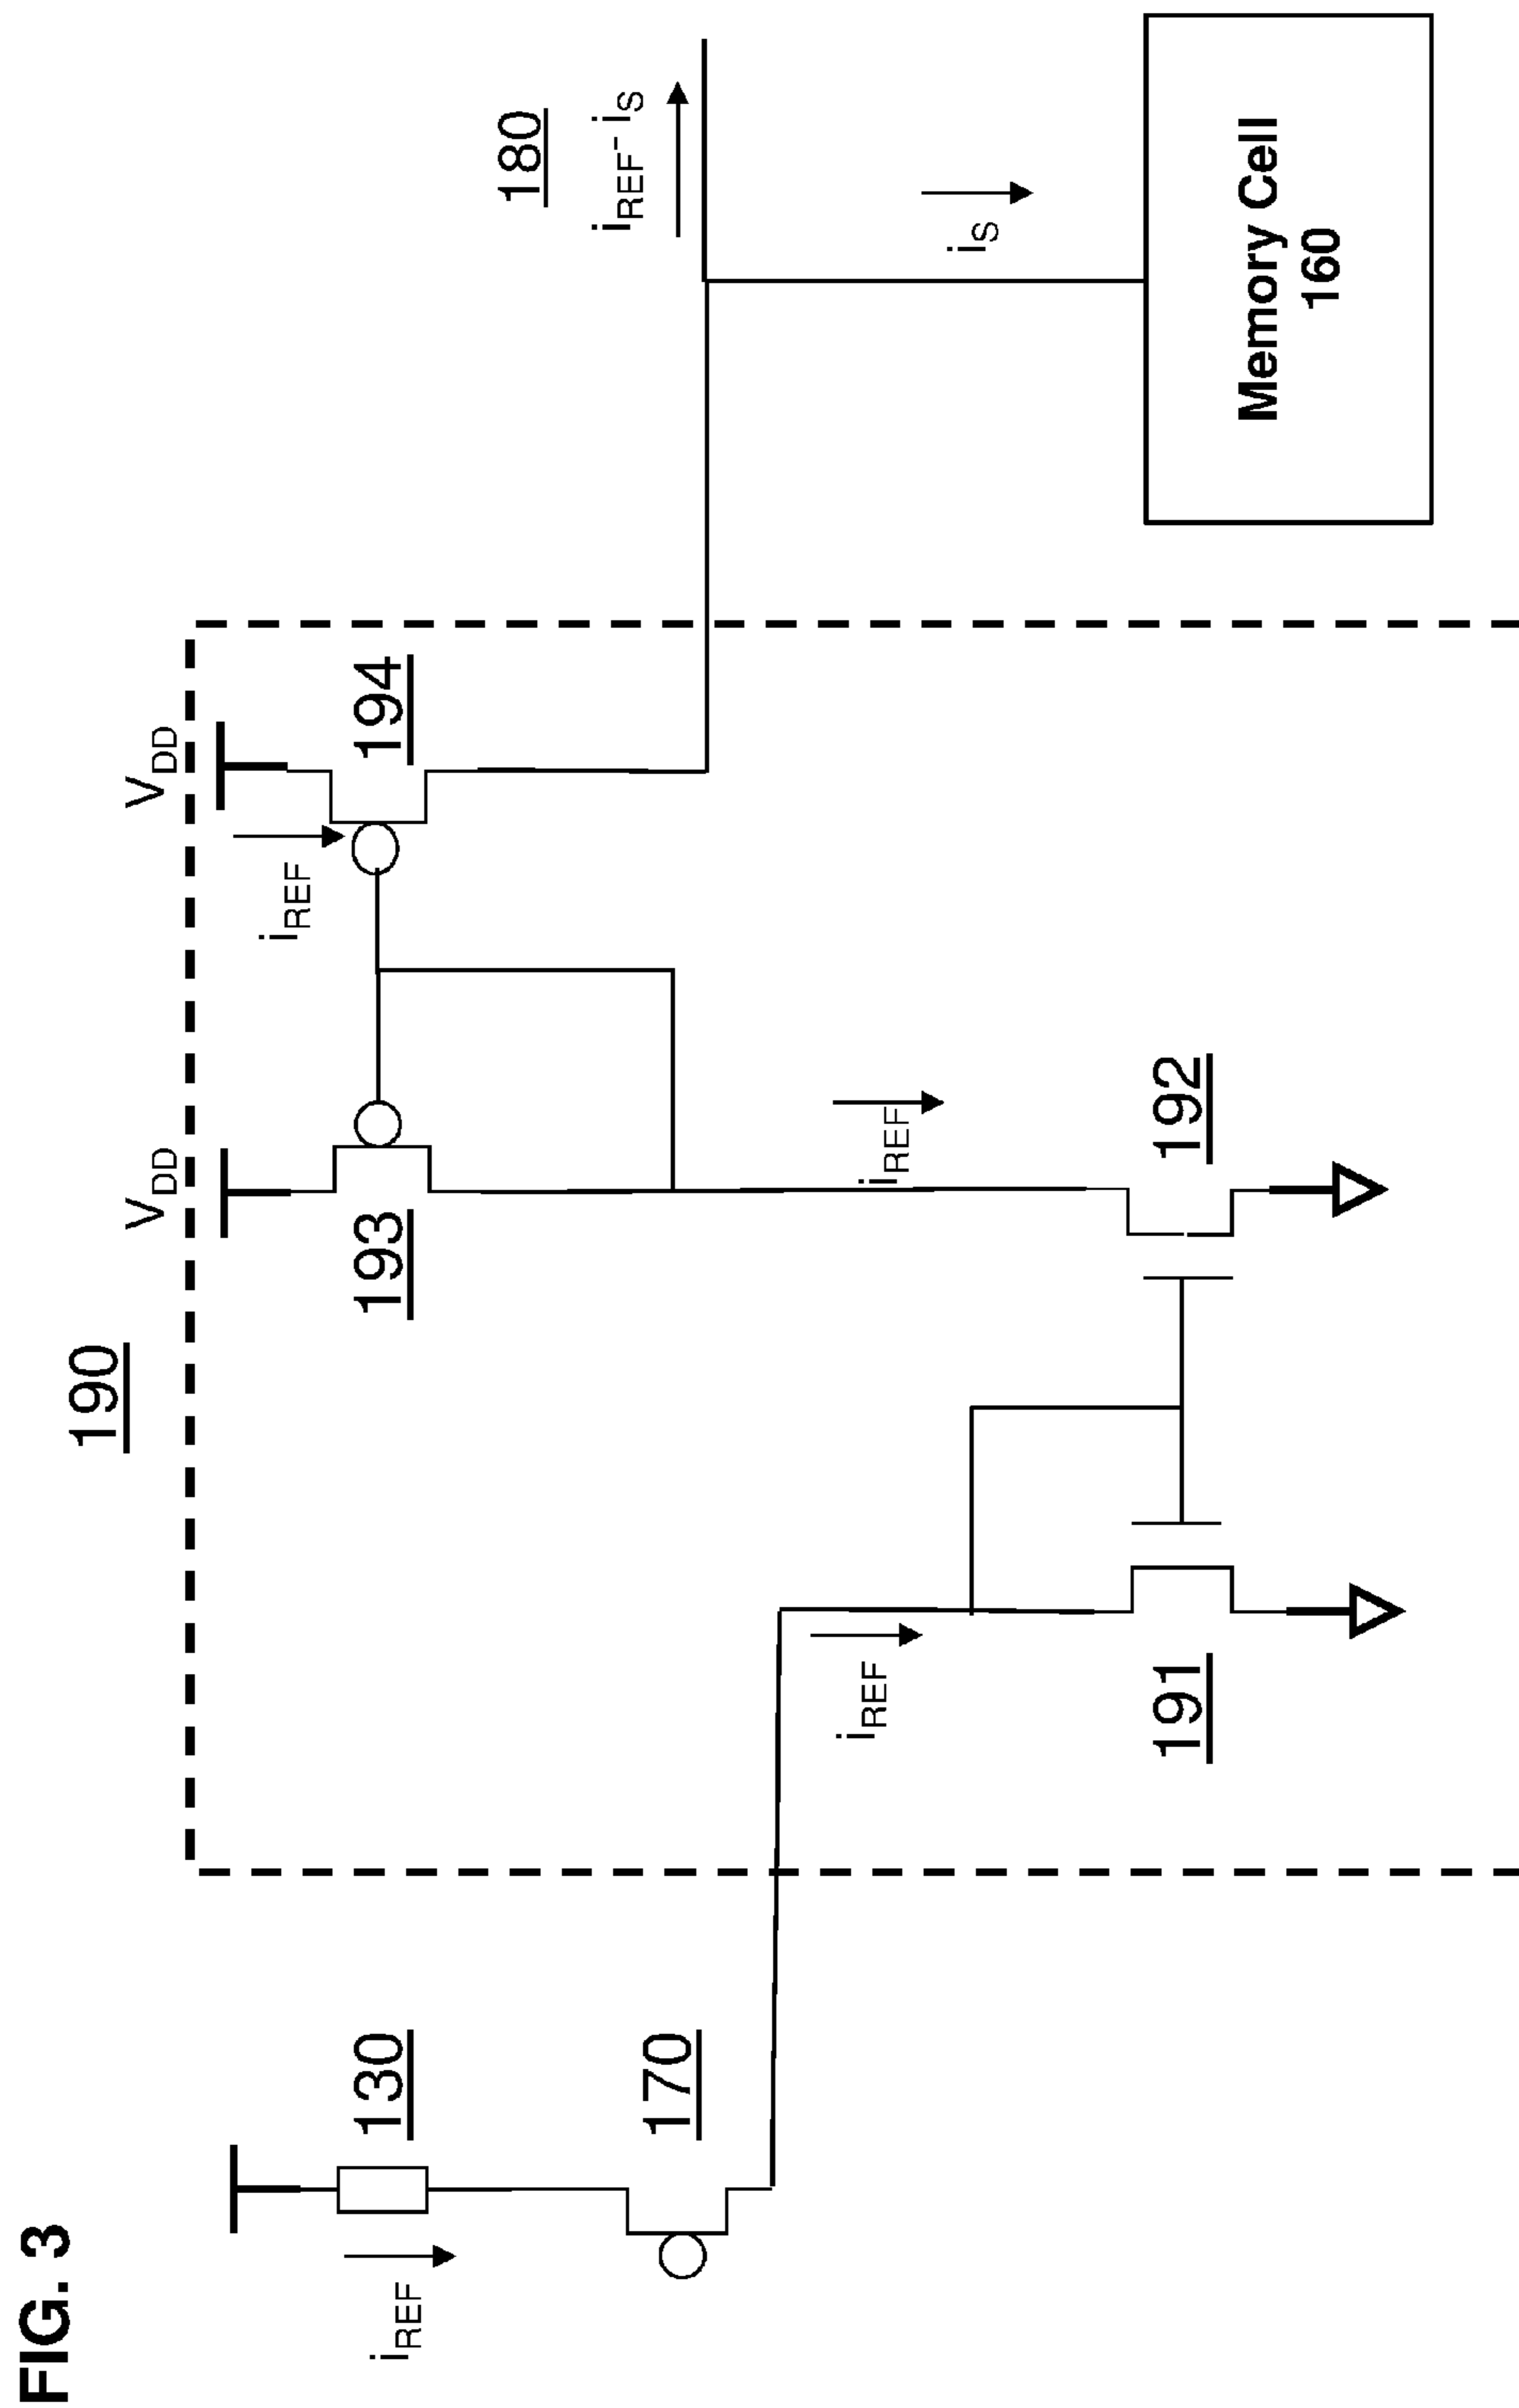 FIG. 3
190
V_DD
V_DD
i_REF
130
193
194
180
i_REF
i_REF - i_S
170
i_REF
i_REF
i_S
191
192
Memory Cell
160